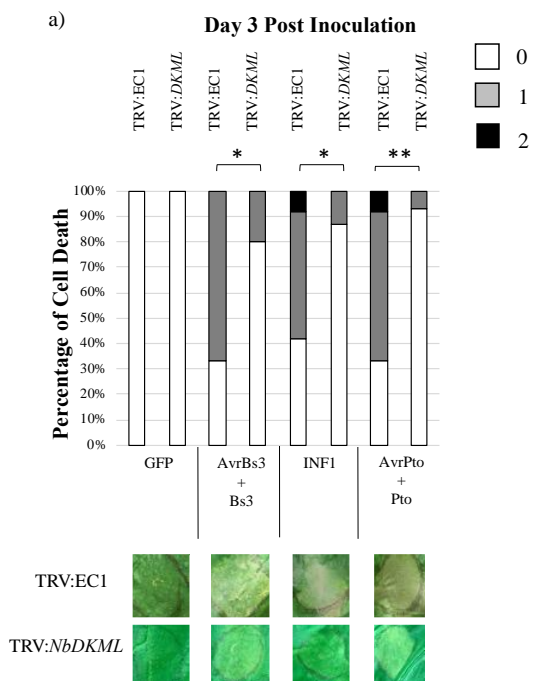 a)
Day 3 Post Inoculation
TRV:EC1
TRV:DKML
TRV:EC1
TRV:DKML
TRV:EC1
TRV:DKML
TRV:EC1
TRV:DKML
0
1
2
* * **
Percentage of Cell Death
100%
90%
80%
70%
60%
50%
40%
30%
20%
10%
0%
GFP
AvrBs3
+
Bs3
INF1
AvrPto
+
Pto
TRV:EC1
TRV:NbDKML